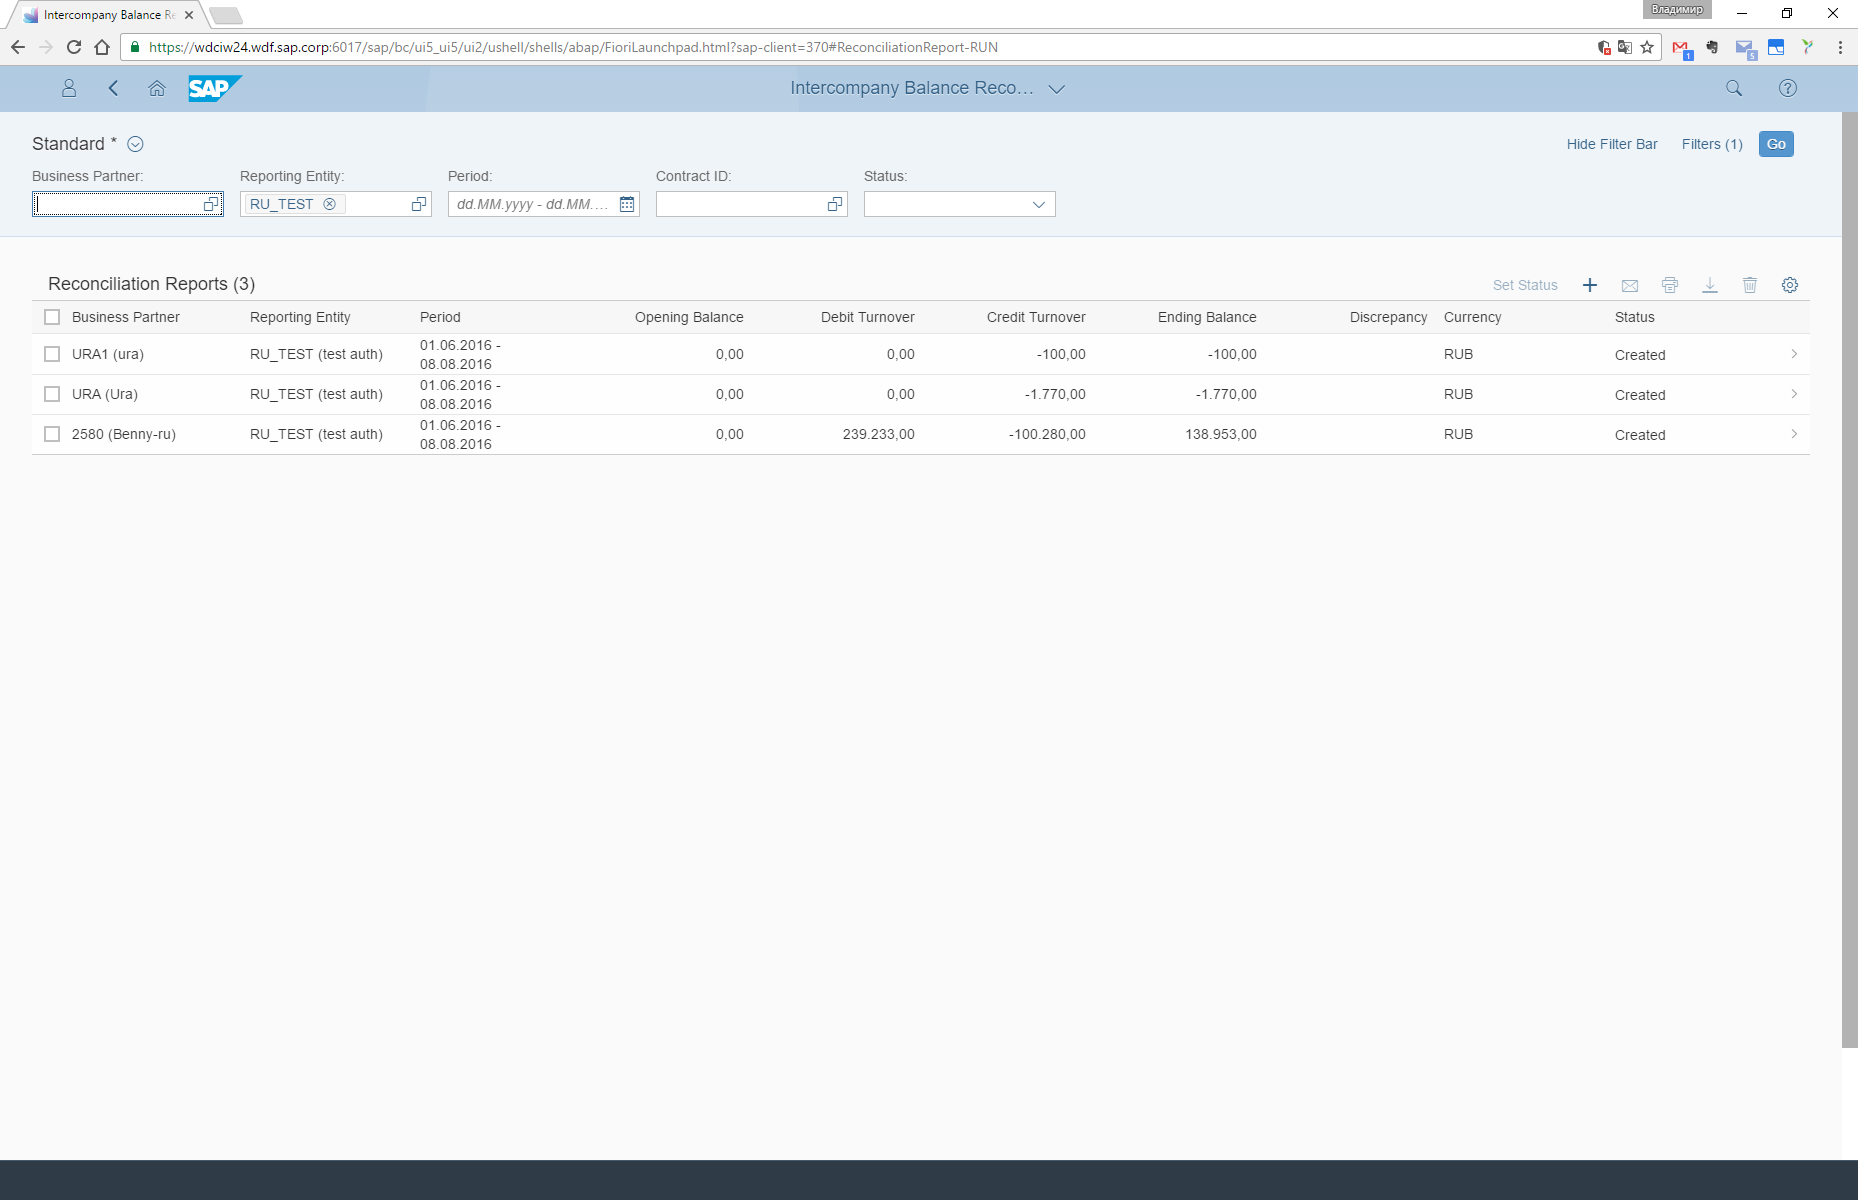 Intercompany Balance Re
Владимир
https://wdciw24.wdf.sap.corp:6017/sap/bc/ui5_ui5/ui2/ushell/shells/abap/FioriLaunchpad.html?sap-client=370#ReconciliationReport-RUN
1
5
SAP
Intercompany Balance Reco...
Standard *
Hide Filter Bar Filters (1) Go
Business Partner: Reporting Entity: Period: Contract ID: Status:
RU_TEST dd.MM.yyyy - dd.MM....
Reconciliation Reports (3)
Set Status
Business Partner Reporting Entity Period Opening Balance Debit Turnover Credit Turnover Ending Balance Discrepancy Currency Status
URA1 (ura) RU_TEST (test auth) 01.06.2016 - 08.08.2016 0,00 0,00 -100,00 -100,00 RUB Created
URA (Ura) RU_TEST (test auth) 01.06.2016 - 08.08.2016 0,00 0,00 -1.770,00 -1.770,00 RUB Created
2580 (Benny-ru) RU_TEST (test auth) 01.06.2016 - 08.08.2016 0,00 239.233,00 -100.280,00 138.953,00 RUB Created